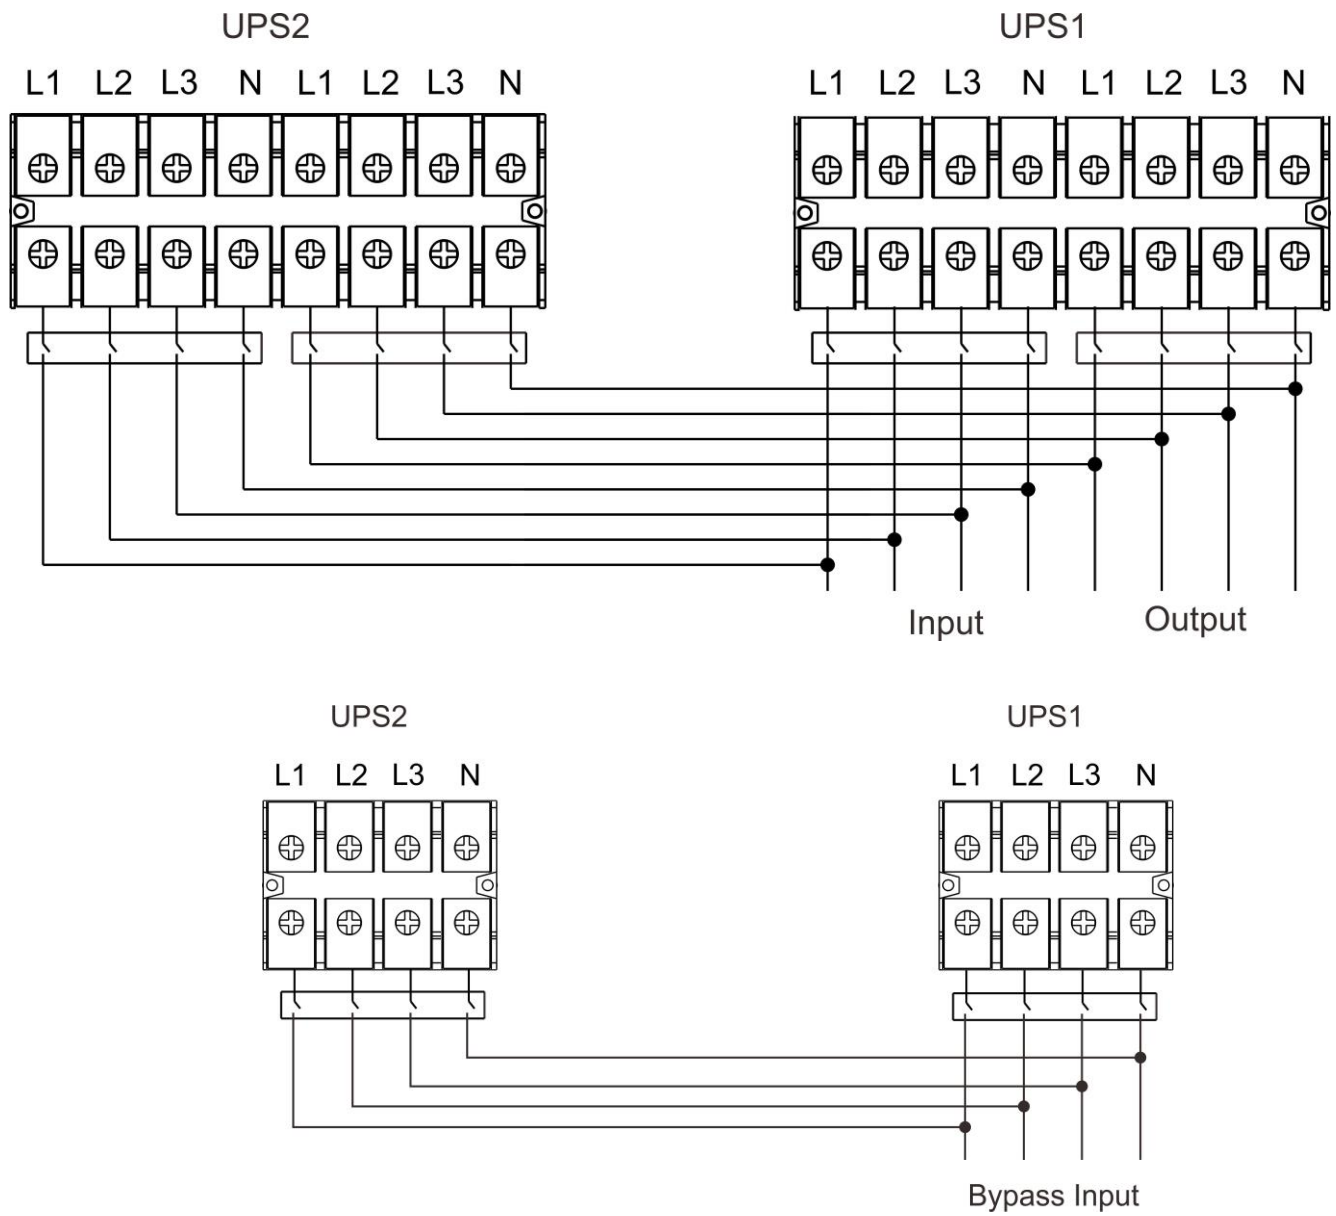 UPS2 UPS1
L1 L2 L3 N L1 L2 L3 N L1 L2 L3 N L1 L2 L3 N
Input Output
UPS2 UPS1
L1 L2 L3 N L1 L2 L3 N
Bypass Input